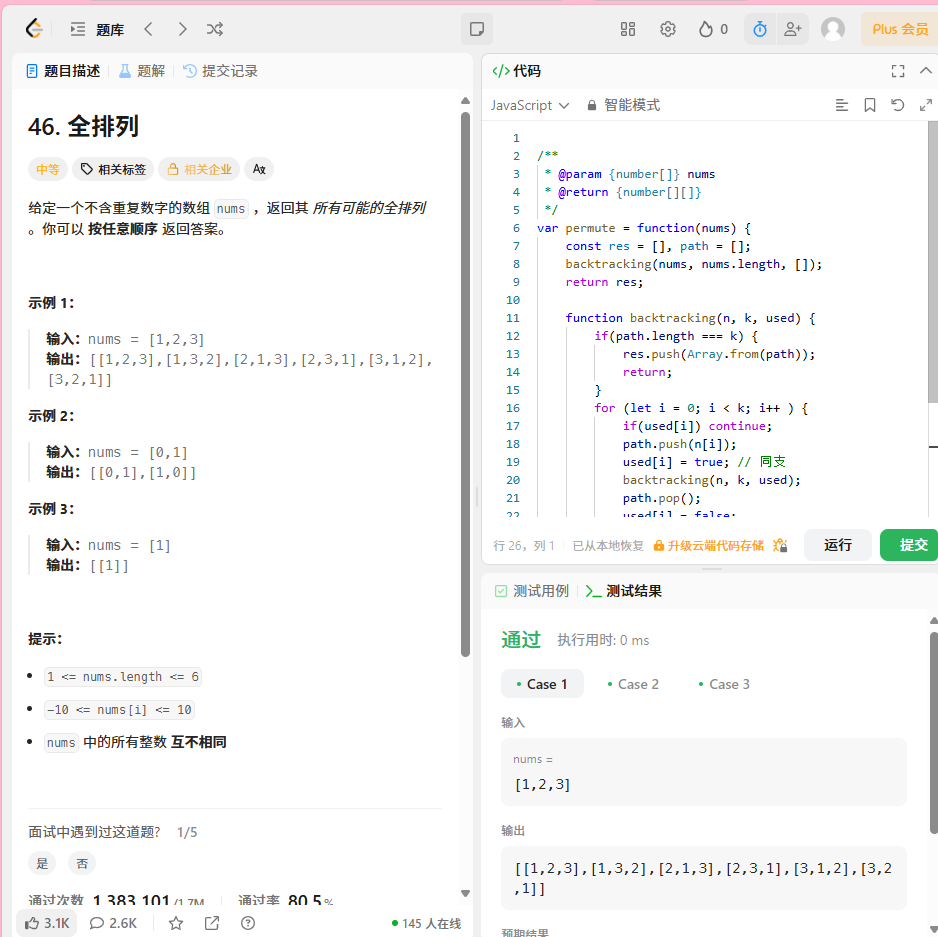 题库
0
Plus 会员
题目描述
题解
提交记录
46. 全排列
中等
相关标签
相关企业
给定一个不含重复数字的数组 nums ，返回其 所有可能的全排列
。你可以 按任意顺序 返回答案。
示例 1：
输入：nums = [1,2,3]
输出：[[1,2,3],[1,3,2],[2,1,3],[2,3,1],[3,1,2],
[3,2,1]]
示例 2：
输入：nums = [0,1]
输出：[[0,1],[1,0]]
示例 3：
输入：nums = [1]
输出：[[1]]
提示：
1 <= nums.length <= 6
-10 <= nums[i] <= 10
nums 中的所有整数 互不相同
面试中遇到过这道题? 1/5
是
否
通过次数 1,383,101/1.7M 通过率 80.5%
3.1K
2.6K
145 人在线
</> 代码
JavaScript
智能模式
1
2 /**
3  * @param {number[]} nums
4  * @return {number[][]}
5  */
6 var permute = function(nums) {
7     const res = [], path = [];
8     backtracking(nums, nums.length, []);
9     return res;
10
11     function backtracking(n, k, used) {
12         if(path.length === k) {
13             res.push(Array.from(path));
14             return;
15         }
16         for (let i = 0; i < k; i++ ) {
17             if(used[i]) continue;
18             path.push(n[i]);
19             used[i] = true; // 同支
20             backtracking(n, k, used);
21             path.pop();
22             used[i] = false;
行 26，列 1
已从本地恢复
升级云端代码存储
运行
提交
测试用例
测试结果
通过
执行用时: 0 ms
Case 1
Case 2
Case 3
输入
nums =
[1,2,3]
输出
[[1,2,3],[1,3,2],[2,1,3],[2,3,1],[3,1,2],[3,2
,1]]
预期结果